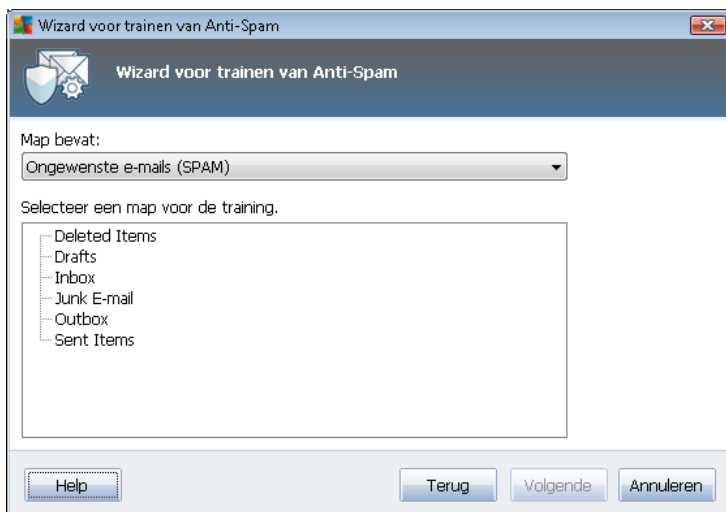 Wizard voor trainen van Anti-Spam
Wizard voor trainen van Anti-Spam
Map bevat:
Ongewenste e-mails (SPAM)
Selecteer een map voor de training.
Deleted Items
Drafts
Inbox
Junk E-mail
Outbox
Sent Items
Help
Terug
Volgende
Annuleren